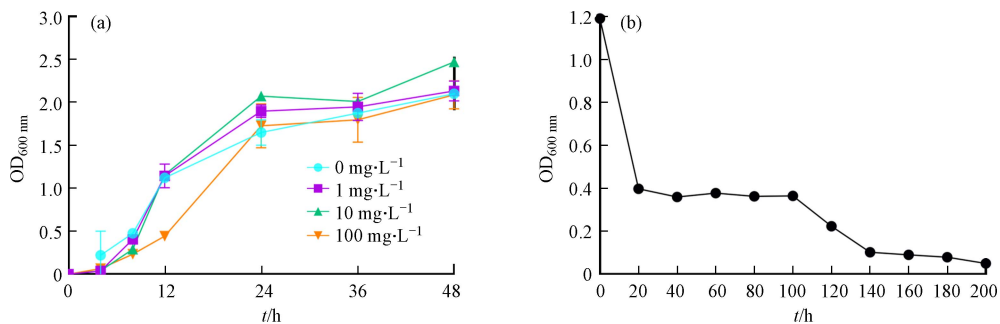 (a)
3.0
2.5
2.0
1.5
1.0
0.5
0
OD600 nm
0 12 24 36 48
t/h
0 mg·L−1
1 mg·L−1
10 mg·L−1
100 mg·L−1
(b)
1.2
1.0
0.8
0.6
0.4
0.2
0
OD600 nm
0 20 40 60 80 100 120 140 160 180 200
t/h